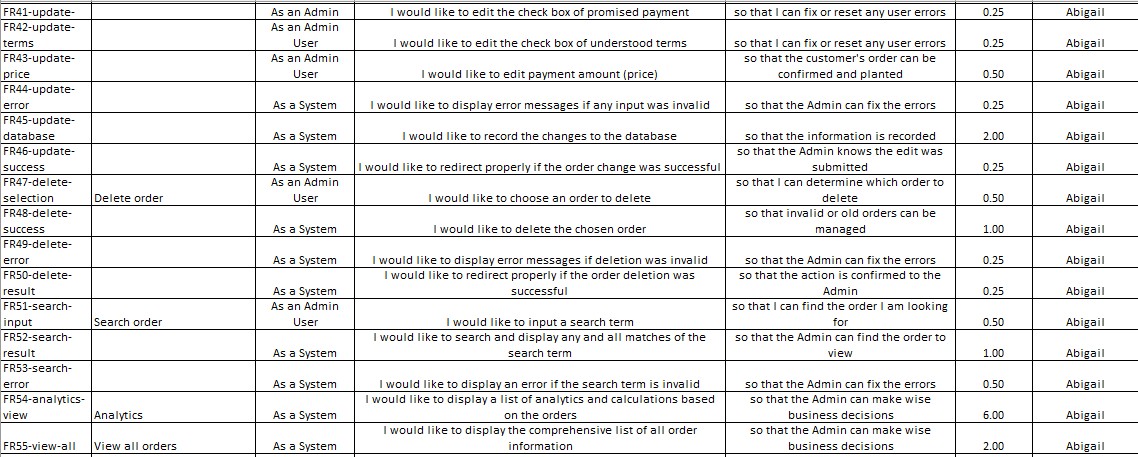 FR41-update- As an Admin I would like to edit the check box of promised payment so that I can fix or reset any user errors 0.25 Abigail
FR42-update-
terms As an Admin
User I would like to edit the check box of understood terms so that I can fix or reset any user errors 0.25 Abigail
FR43-update-
price As an Admin
User I would like to edit payment amount (price) so that the customer's order can be
confirmed and planted 0.50 Abigail
FR44-update-
error As a System I would like to display error messages if any input was invalid so that the Admin can fix the errors 0.25 Abigail
FR45-update-
database As a System I would like to record the changes to the database so that the information is recorded 2.00 Abigail
FR46-update-
success As a System I would like to redirect properly if the order change was successful so that the Admin knows the edit was
submitted 0.25 Abigail
FR47-delete-
selection Delete order As an Admin
User I would like to choose an order to delete so that I can determine which order to
delete 0.50 Abigail
FR48-delete-
success As a System I would like to delete the chosen order so that invalid or old orders can be
managed 1.00 Abigail
FR49-delete-
error As a System I would like to display error messages if deletion was invalid so that the Admin can fix the errors 0.25 Abigail
FR50-delete-
result As a System I would like to redirect properly if the order deletion was
successful so that the action is confirmed to the
Admin 0.25 Abigail
FR51-search-
input Search order As an Admin
User I would like to input a search term so that I can find the order I am looking
for 0.50 Abigail
FR52-search-
result As a System I would like to search and display any and all matches of the
search term so that the Admin can find the order to
view 1.00 Abigail
FR53-search-
error As a System I would like to display an error if the search term is invalid so that the Admin can fix the errors 0.50 Abigail
FR54-analytics-
view Analytics As a System I would like to display a list of analytics and calculations based
on the orders so that the Admin can make wise
business decisions 6.00 Abigail
FR55-view-all View all orders As a System I would like to display the comprehensive list of all order
information so that the Admin can make wise
business decisions 2.00 Abigail